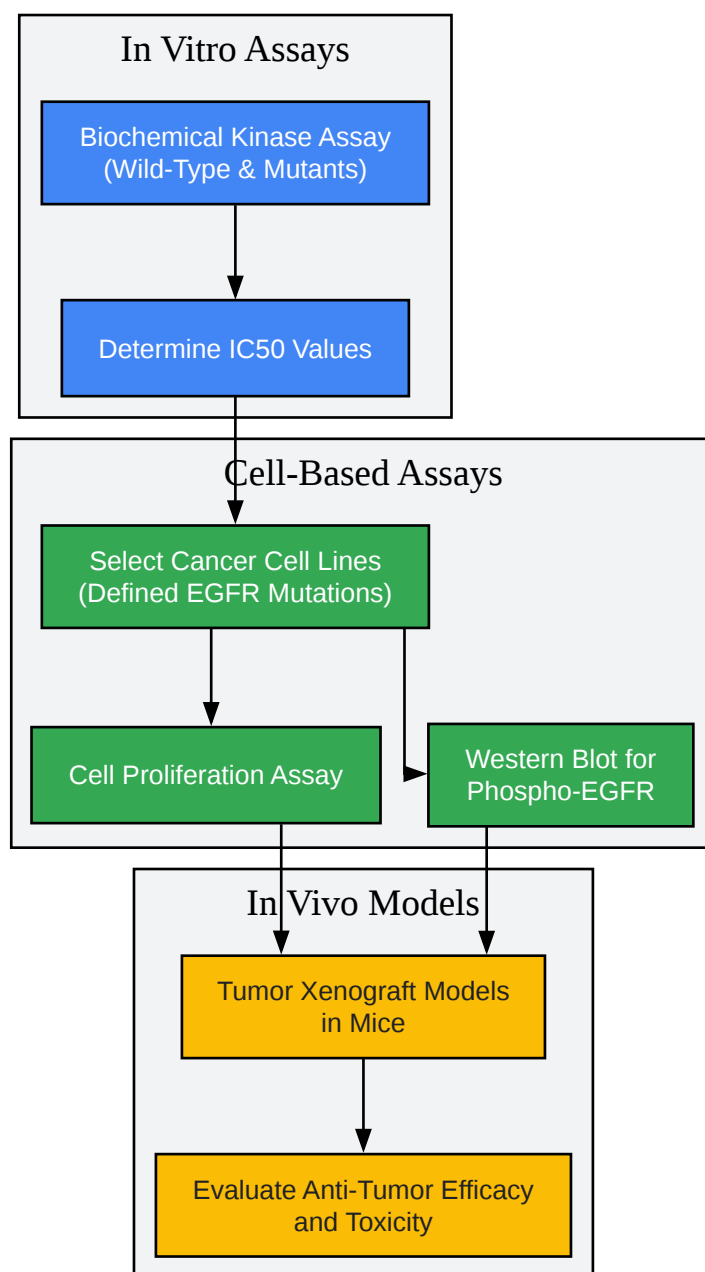 In Vitro Assays
Biochemical Kinase Assay
(Wild-Type & Mutants)
Determine IC50 Values
Cell-Based Assays
Select Cancer Cell Lines
(Defined EGFR Mutations)
Cell Proliferation Assay
Western Blot for
Phospho-EGFR
In Vivo Models
Tumor Xenograft Models
in Mice
Evaluate Anti-Tumor Efficacy
and Toxicity